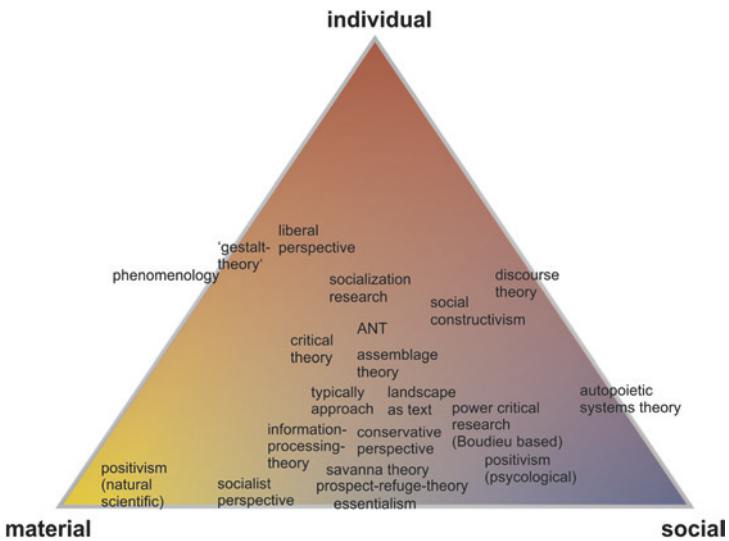 individual
liberal
perspective
'gestalt-
theory'
phenomenology
socialization
research
discourse
theory
social
constructivism
ANT
critical
theory
assemblage
theory
typically
approach
landscape
as text
autopoietic
systems theory
power critical
research
(Boudieu based)
information-
processing-
theory
conservative
perspective
positivism
(psycological)
positivism
(natural
scientific)
savanna theory
prospect-refuge-theory
essentialism
socialist
perspective
material
social